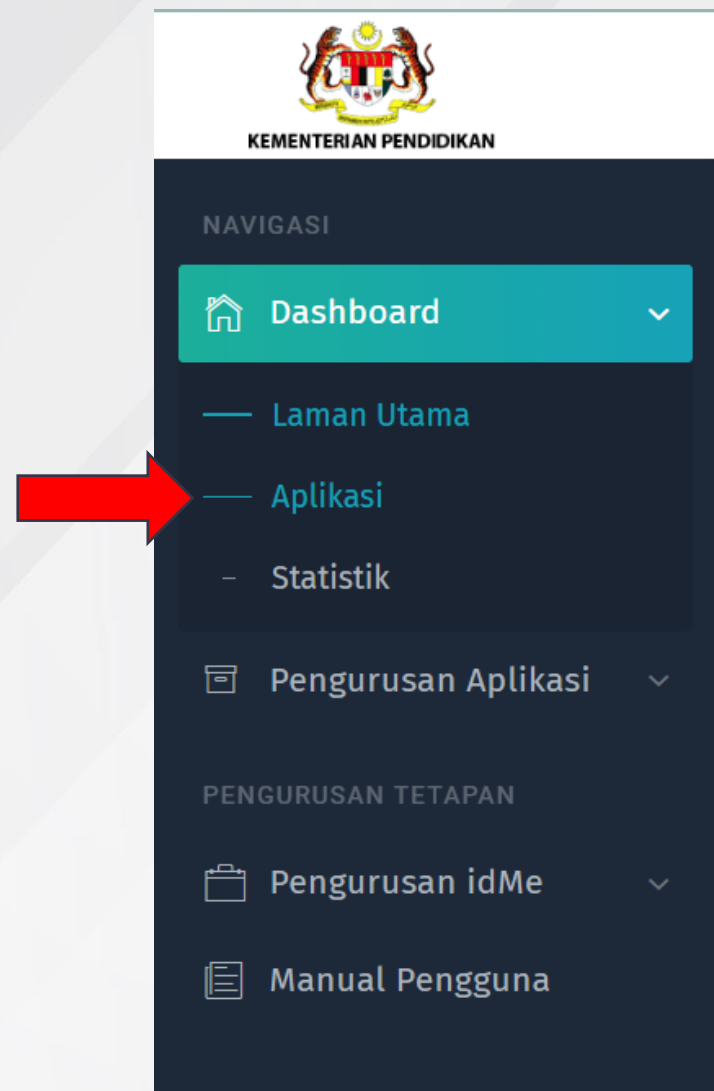 KEMENTERIAN PENDIDIKAN
NAVIGASI
Dashboard
Laman Utama
Aplikasi
Statistik
Pengurusan Aplikasi
PENGURUSAN TETAPAN
Pengurusan idMe
Manual Pengguna